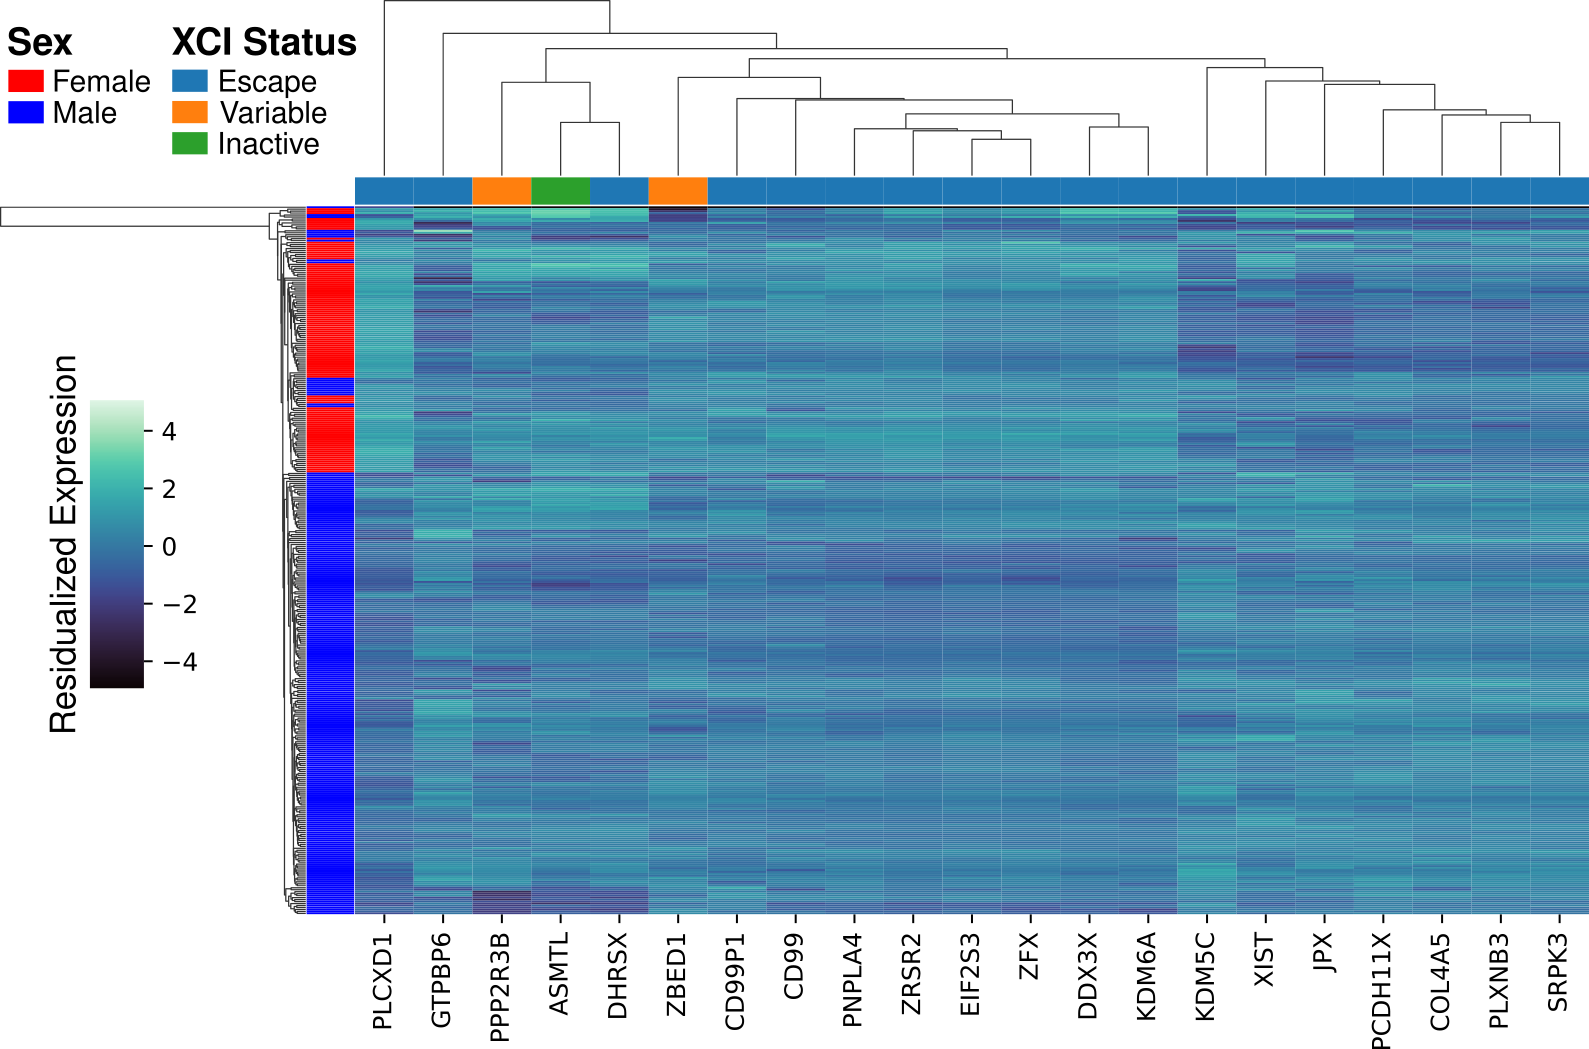 Sex
Female
Male
XCI Status
Escape
Variable
Inactive
Residualized Expression
4
2
0
−2
−4
PLCXD1
GTPBP6
PPP2R3B
ASMTL
DHRSX
ZBED1
CD99P1
CD99
PNPLA4
ZRSR2
EIF2S3
ZFX
DDX3X
KDM6A
KDM5C
XIST
JPX
PCDH11X
COL4A5
PLXNB3
SRPK3